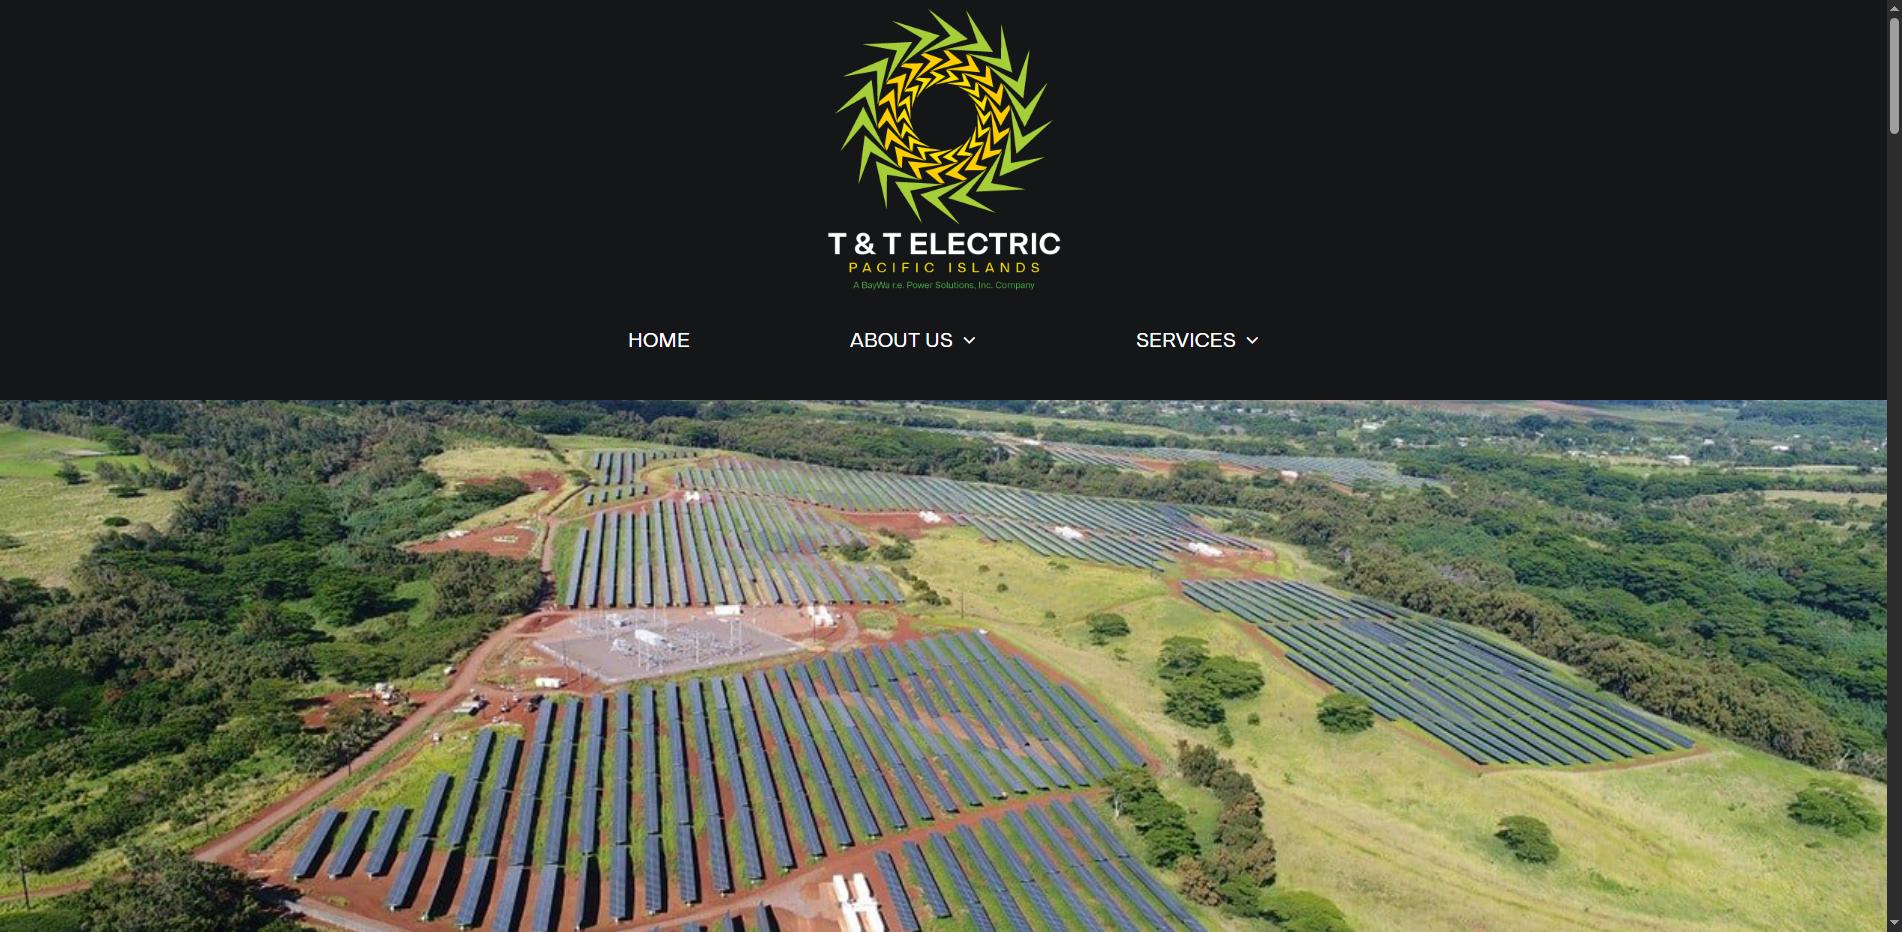 T & T ELECTRIC
PACIFIC ISLANDS
A BayWa r.e. Power Solutions, Inc. Company
HOME
ABOUT US
SERVICES